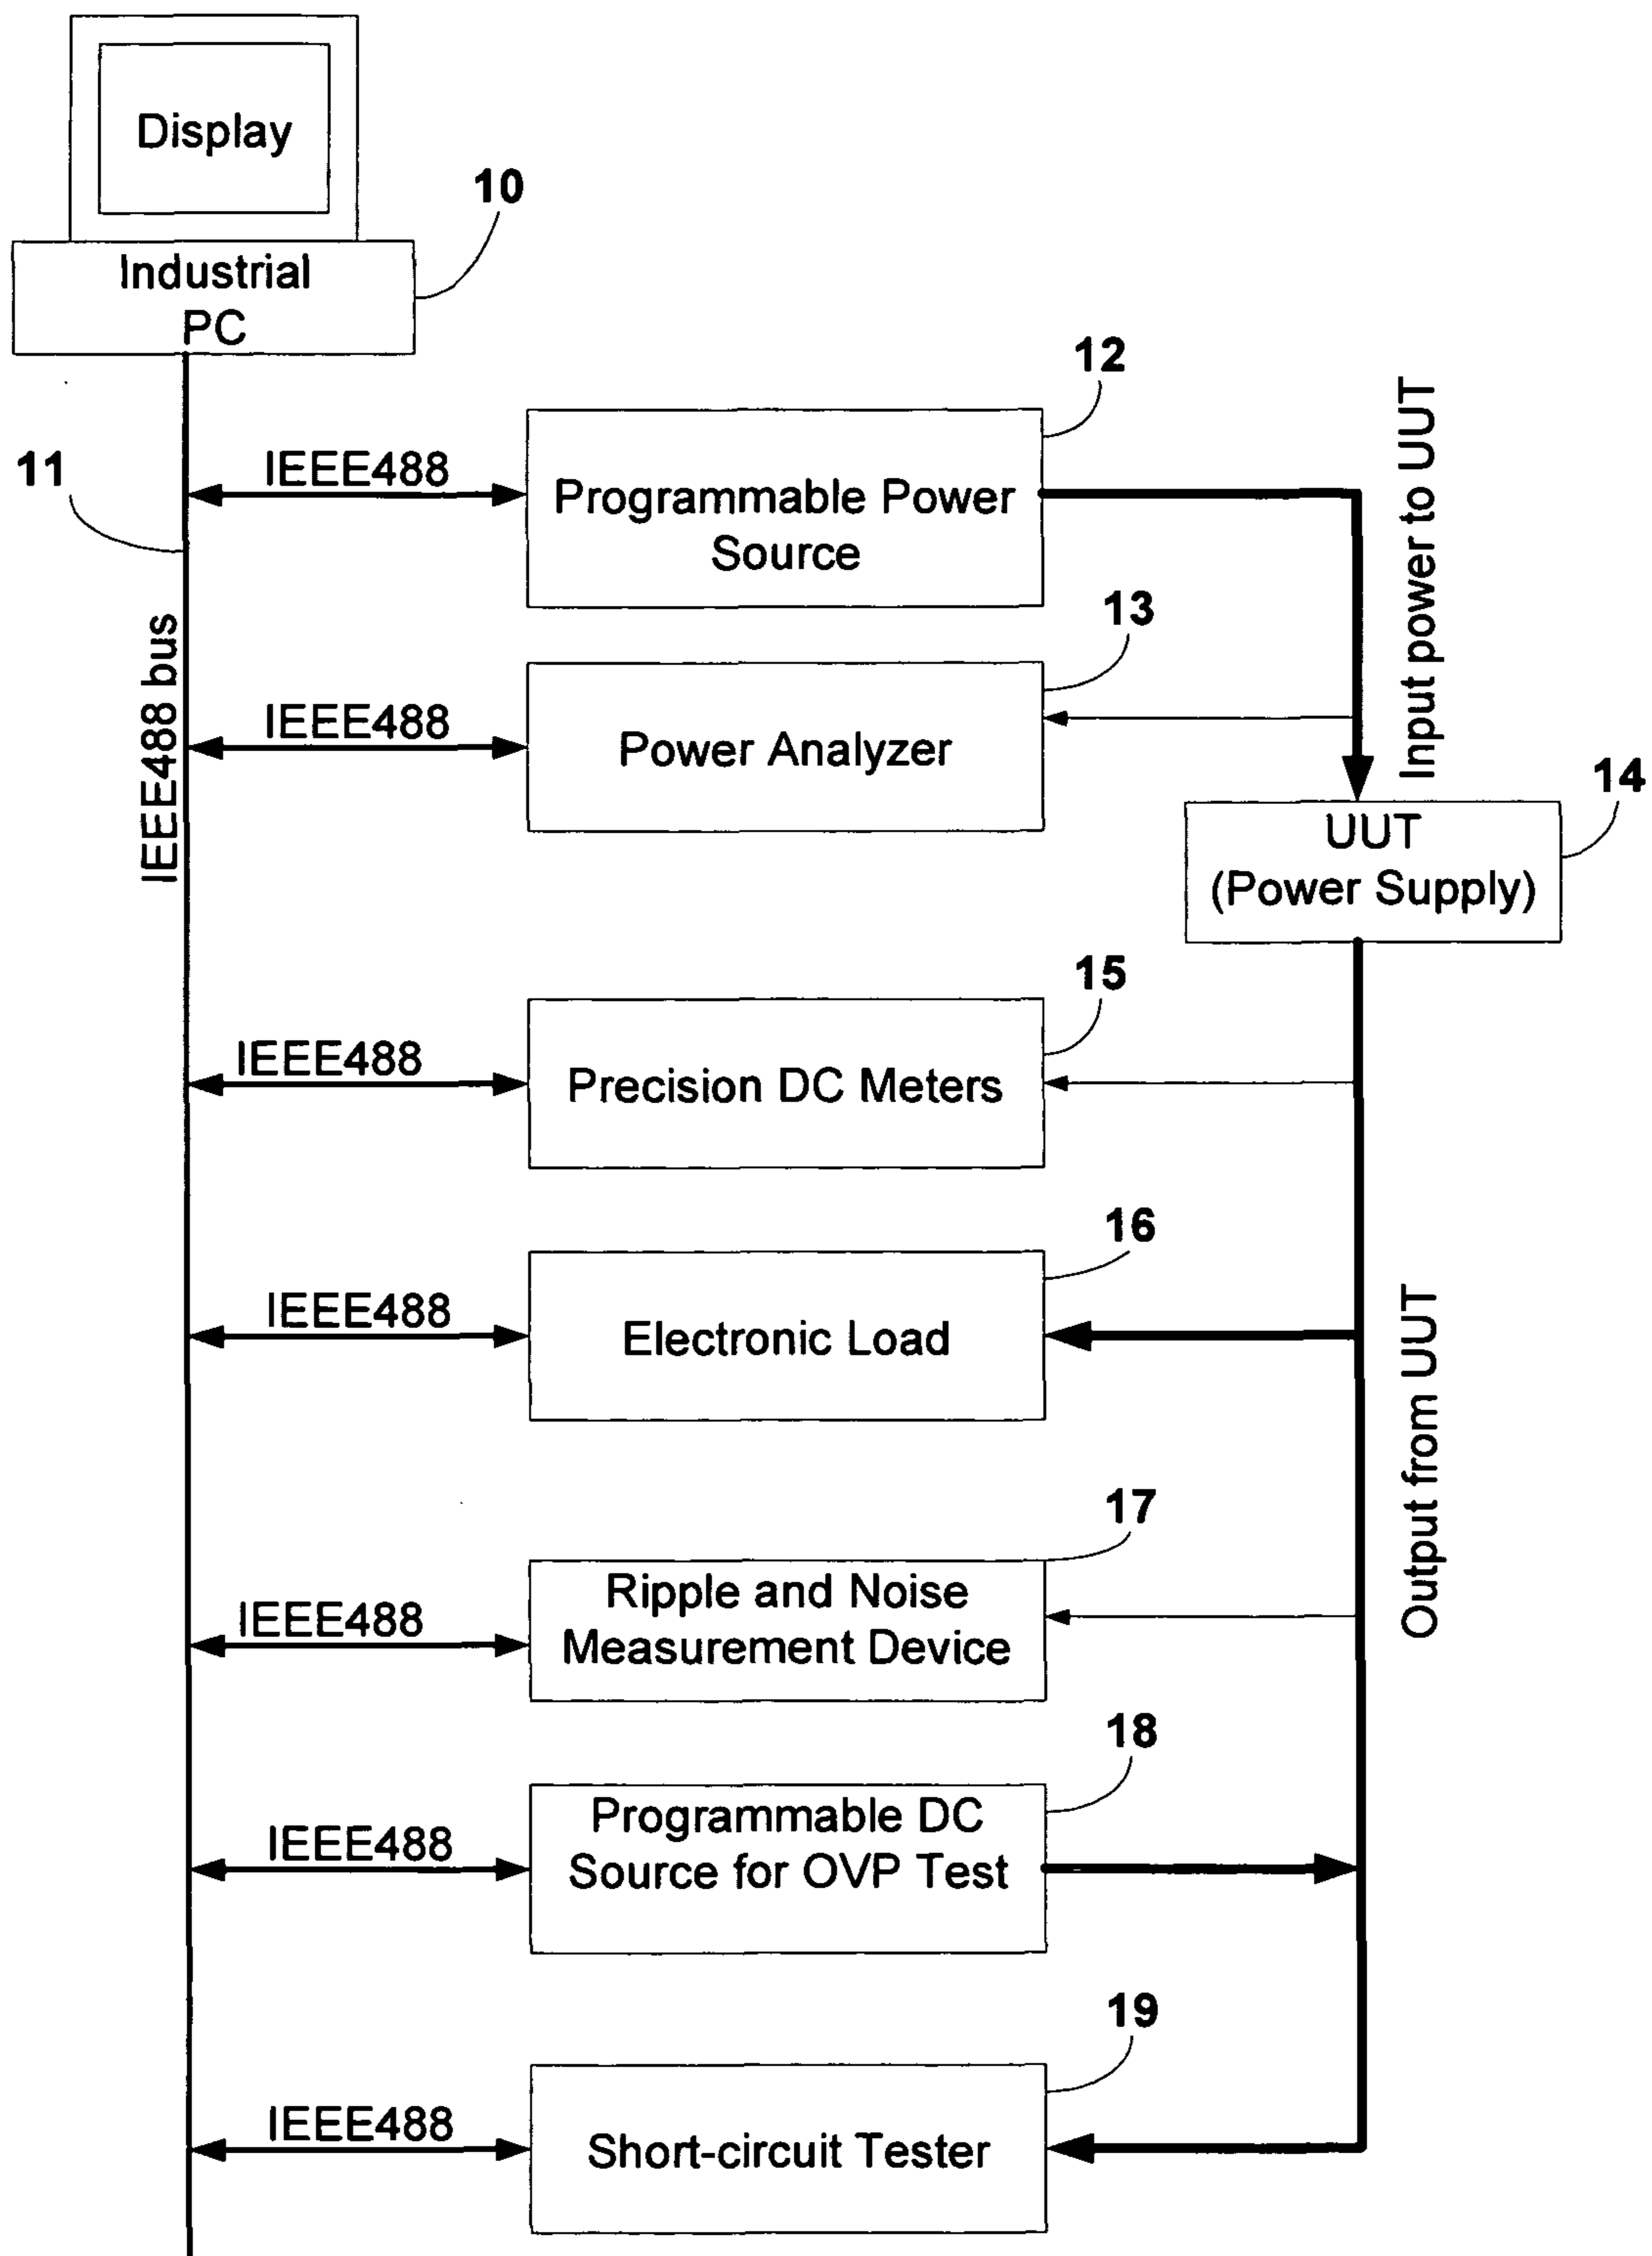 Display
10
Industrial
PC
12
11
IEEE488
Programmable Power
Source
Input power to UUT
13
IEEE488 bus
IEEE488
Power Analyzer
14
UUT
(Power Supply)
15
IEEE488
Precision DC Meters
16
IEEE488
Electronic Load
Output from UUT
17
IEEE488
Ripple and Noise
Measurement Device
18
IEEE488
Programmable DC
Source for OVP Test
19
IEEE488
Short-circuit Tester